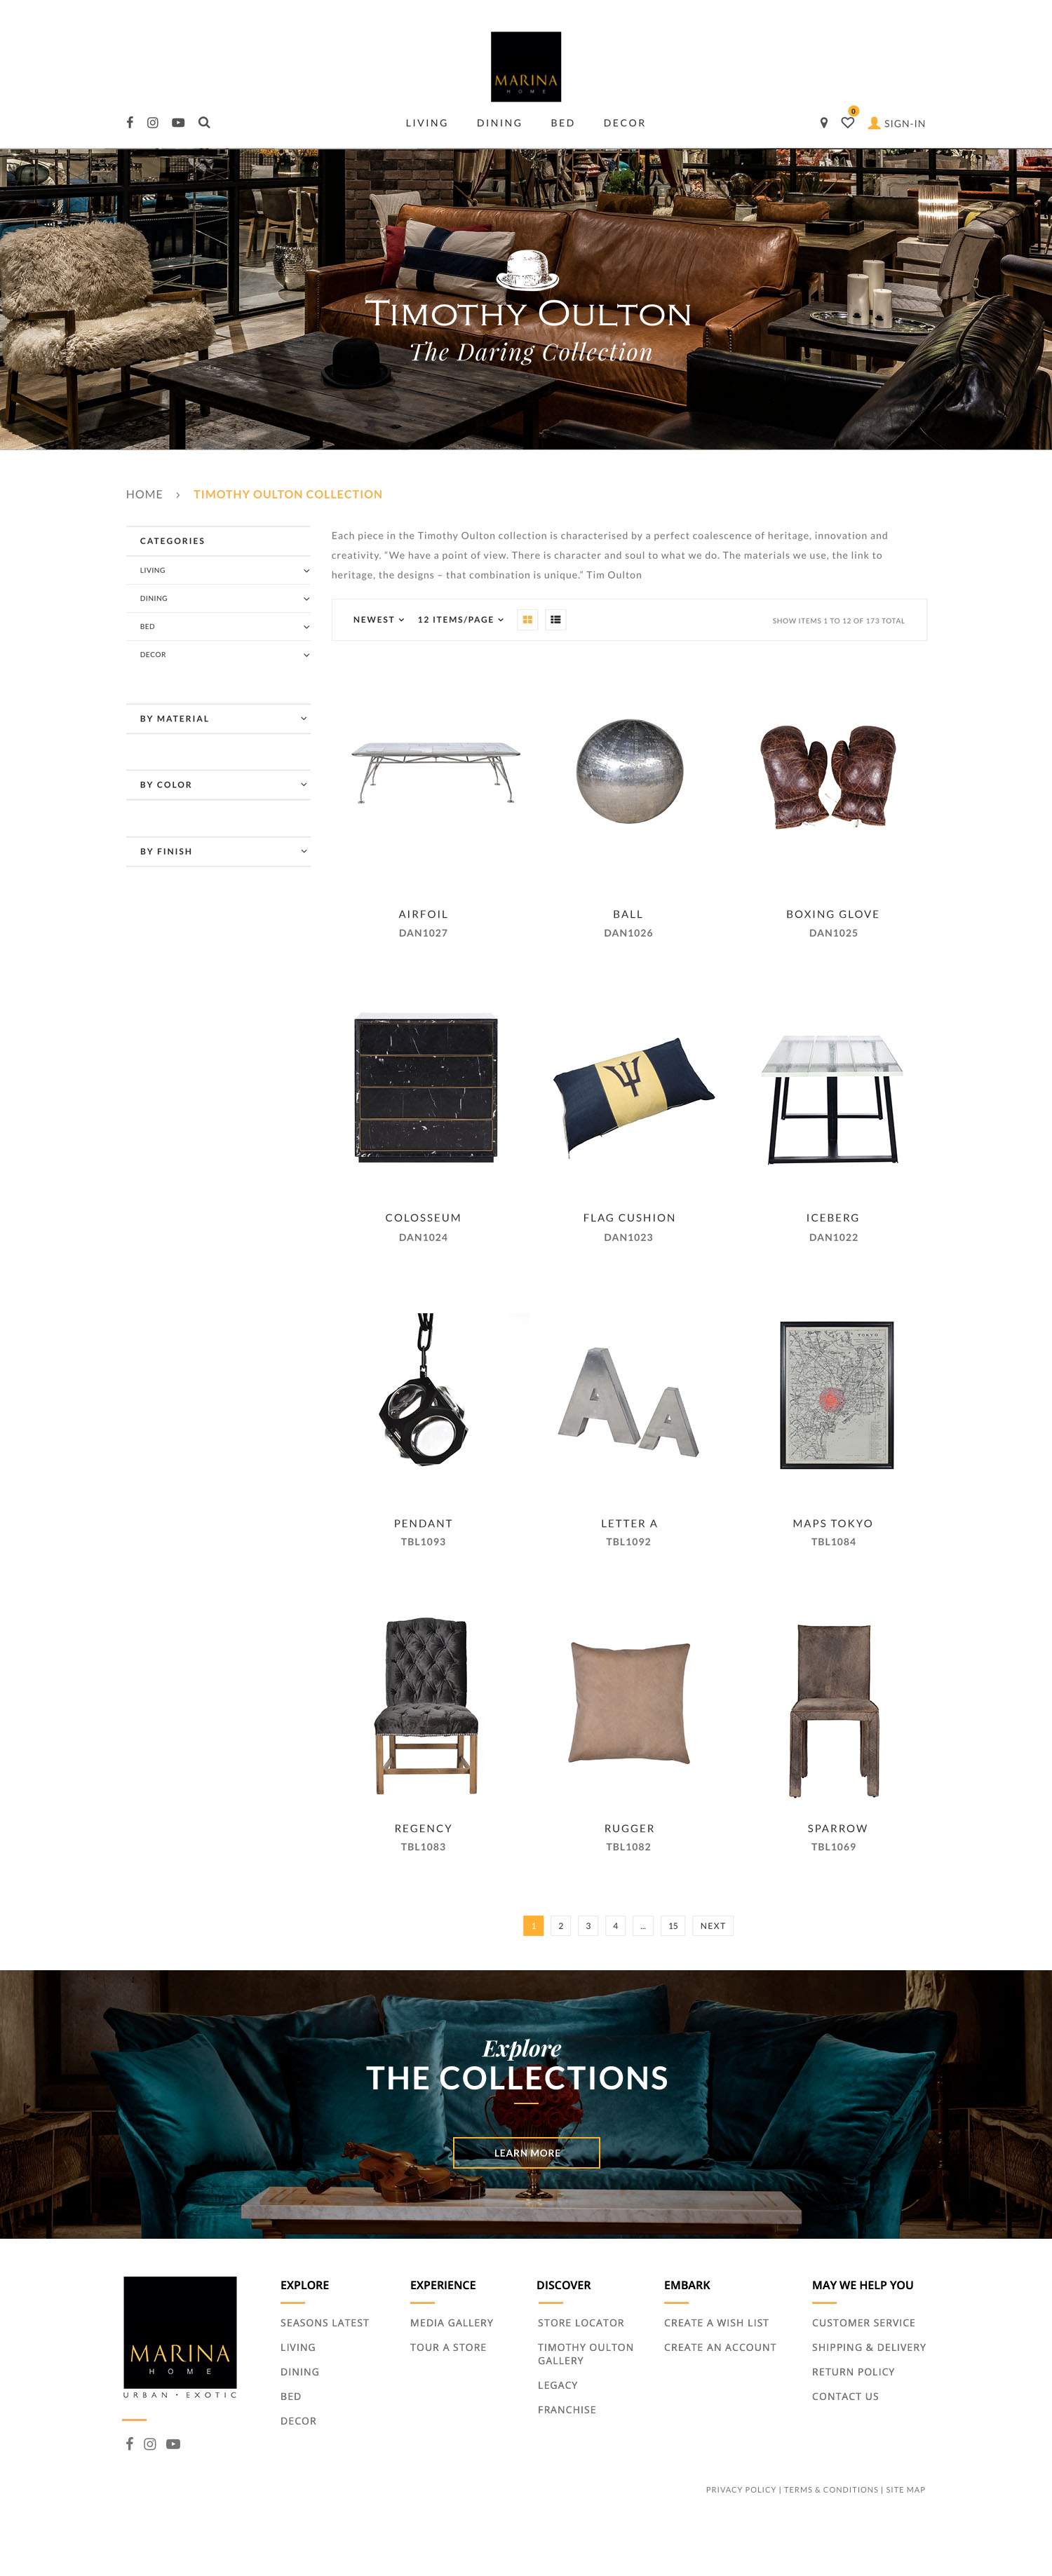 MARINA
HOME
LIVING DINING BED DECOR
0
SIGN-IN
TIMOTHY OULTON
The Daring Collection
HOME > TIMOTHY OULTON COLLECTION
CATEGORIES
LIVING
DINING
BED
DECOR
BY MATERIAL
BY COLOR
BY FINISH
Each piece in the Timothy Oulton collection is characterised by a perfect coalescence of heritage, innovation and
creativity. “We have a point of view. There is character and soul to what we do. The materials we use, the link to
heritage, the designs – that combination is unique.” Tim Oulton
NEWEST 12 ITEMS/PAGE SHOW ITEMS 1 TO 12 OF 173 TOTAL
AIRFOIL
DAN1027
BALL
DAN1026
BOXING GLOVE
DAN1025
COLOSSEUM
DAN1024
FLAG CUSHION
DAN1023
ICEBERG
DAN1022
TOKYO
PENDANT
TBL1093
LETTER A
TBL1092
MAPS TOKYO
TBL1084
REGENCY
TBL1083
RUGGER
TBL1082
SPARROW
TBL1069
1 2 3 4 ... 15 NEXT
Explore
THE COLLECTIONS
LEARN MORE
MARINA
HOME
URBAN • EXOTIC
EXPLORE
SEASONS LATEST
LIVING
DINING
BED
DECOR
EXPERIENCE
MEDIA GALLERY
TOUR A STORE
DISCOVER
STORE LOCATOR
TIMOTHY OULTON
GALLERY
LEGACY
FRANCHISE
EMBARK
CREATE A WISH LIST
CREATE AN ACCOUNT
MAY WE HELP YOU
CUSTOMER SERVICE
SHIPPING & DELIVERY
RETURN POLICY
CONTACT US
PRIVACY POLICY | TERMS & CONDITIONS | SITE MAP